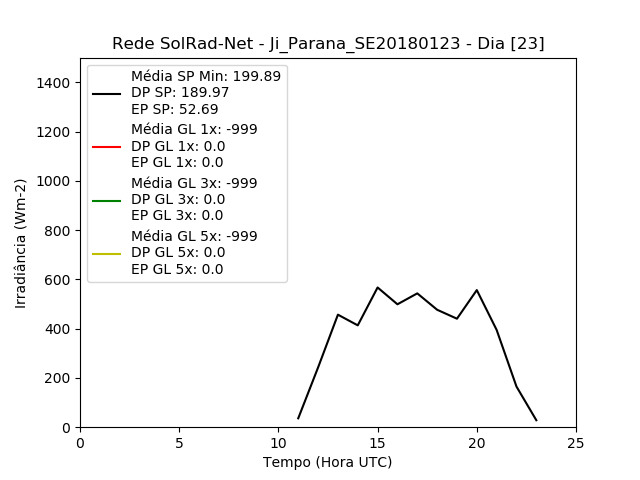 Rede SolRad-Net - Ji_Parana_SE20180123 - Dia [23]
Média SP Min: 199.89
DP SP: 189.97
EP SP: 52.69
Média GL 1x: -999
DP GL 1x: 0.0
EP GL 1x: 0.0
Média GL 3x: -999
DP GL 3x: 0.0
EP GL 3x: 0.0
Média GL 5x: -999
DP GL 5x: 0.0
EP GL 5x: 0.0
Irradiância (Wm-2)
1400
1200
1000
800
600
400
200
0
0 5 10 15 20 25
Tempo (Hora UTC)